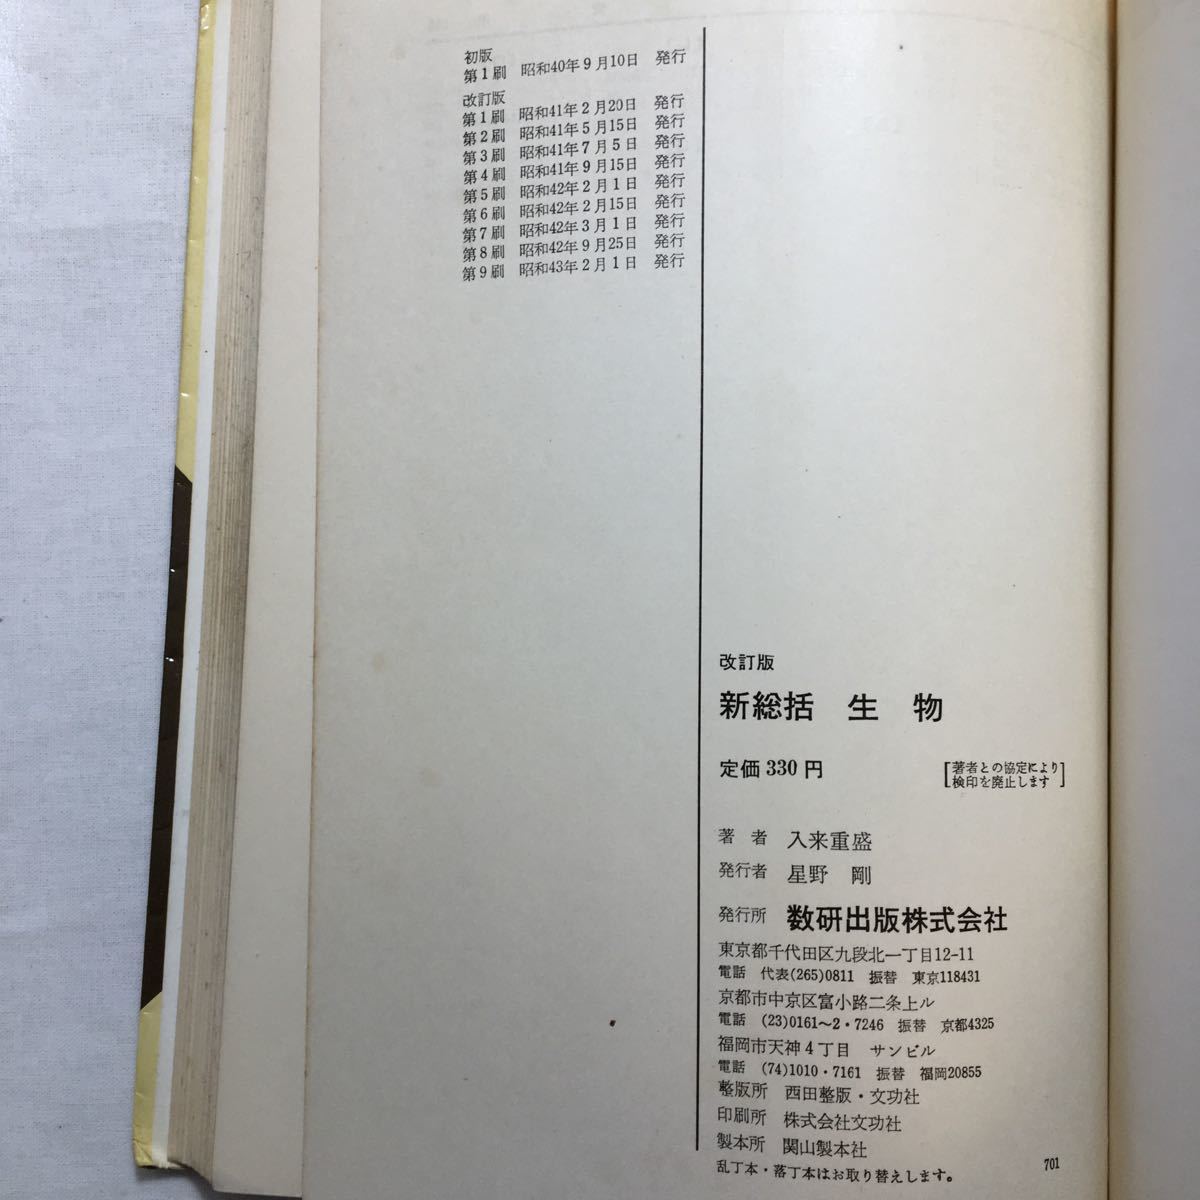 初版
第1刷 昭和40年9月10日 発行
改訂版
第1刷 昭和41年2月20日 発行
第2刷 昭和41年5月15日 発行
第3刷 昭和41年7月5日 発行
第4刷 昭和41年9月15日 発行
第5刷 昭和42年2月1日 発行
第6刷 昭和42年2月15日 発行
第7刷 昭和42年3月1日 発行
第8刷 昭和42年9月25日 発行
第9刷 昭和43年2月1日 発行
改訂版
新総括 生物
定価330円
[著者との協定により
検印を廃止します]
著者 入来重盛
発行者 星野 剛
発行所 数研出版株式会社
東京都千代田区九段北一丁目12-11
電話 代表(265)0811 振替 東京118431
京都市中京区富小路二条上ル
電話 (23)0161〜2・7246 振替 京都4325
福岡市天神4丁目 サンビル
電話 (74)1010・7161 振替 福岡20855
整版所 西田整版・文功社
印刷所 株式会社文功社
製本所 関山製本社
乱丁本・落丁本はお取り替えします。
701